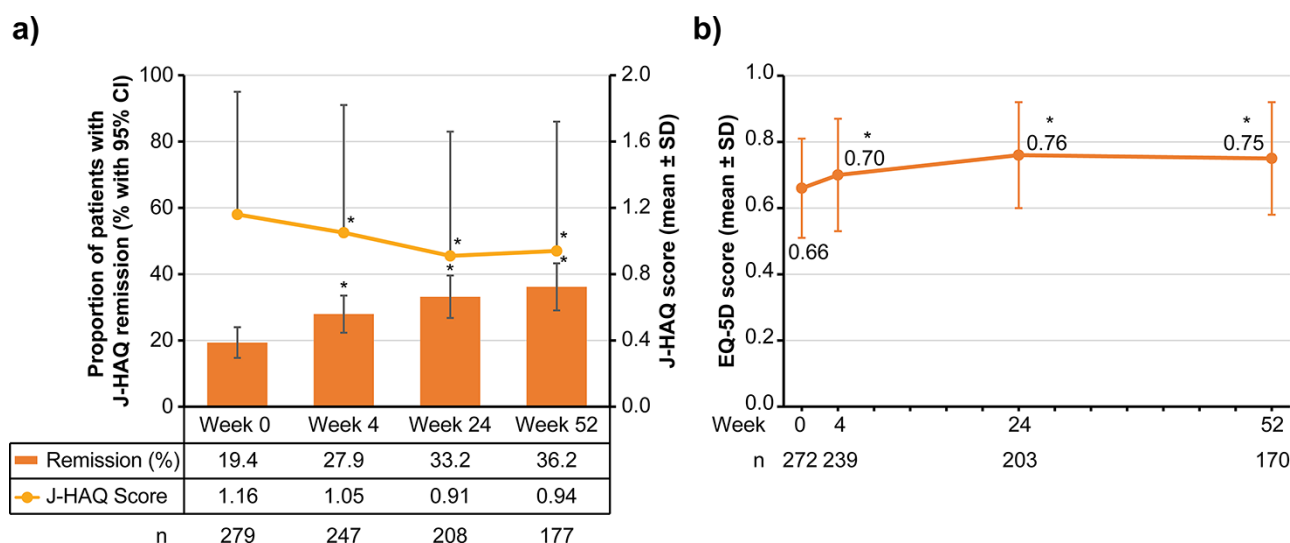 a)
Proportion of patients with
J-HAQ remission (% with 95% CI)
100
80
60
40
20
0
2.0
1.6
1.2
0.8
0.4
0.0
J-HAQ score (mean ± SD)
*
*
*
*
*
*
Week 0 Week 4 Week 24 Week 52
Remission (%) 19.4 27.9 33.2 36.2
J-HAQ Score 1.16 1.05 0.91 0.94
n 279 247 208 177
b)
EQ-5D score (mean ± SD)
1.0
0.8
0.6
0.4
0.2
0.0
* * *
0.66 0.70 0.76 0.75
Week 0 4 24 52
n 272 239 203 170